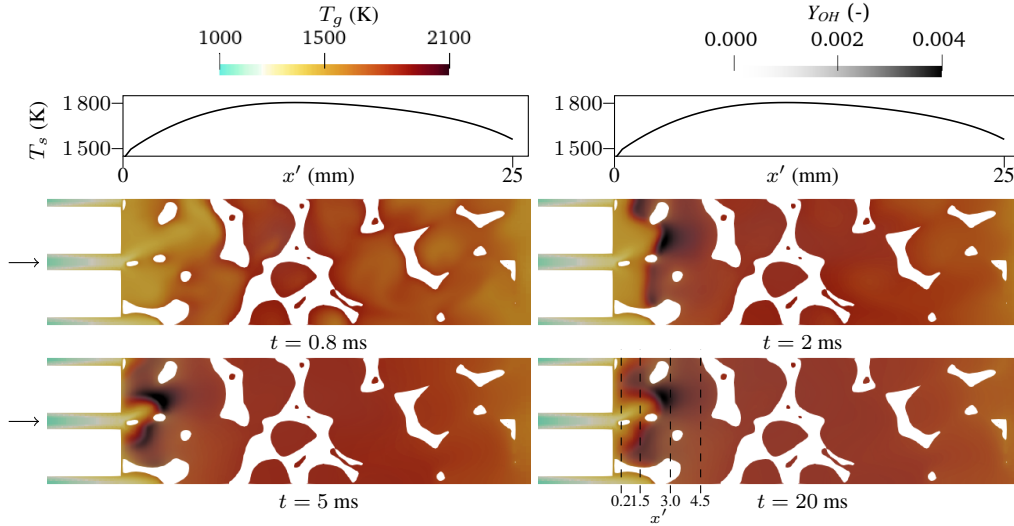 T_g (K)
1000 1500 2100
Y_OH (-)
0.000 0.002 0.004
T_s (K)
1 800
1 500
0 x′ (mm) 25
1 800
1 500
0 x′ (mm) 25
t = 0.8 ms
t = 2 ms
t = 5 ms
0.2 1.5 3.0 4.5
x′
t = 20 ms